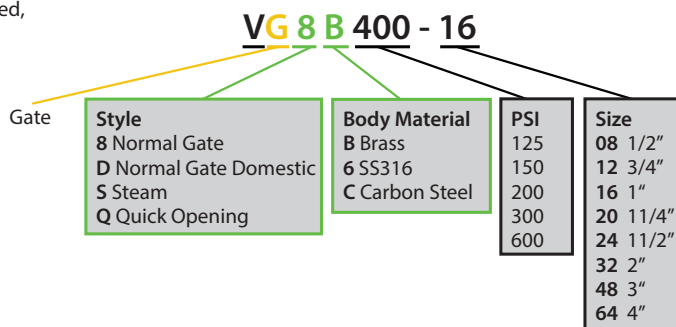 ed,
VG 8 B 400 - 16
Gate
Style
8 Normal Gate
D Normal Gate Domestic
S Steam
Q Quick Opening
Body Material
B Brass
6 SS316
C Carbon Steel
PSI
125
150
200
300
600
Size
08 1/2”
12 3/4”
16 1“
20 11/4”
24 11/2”
32 2”
48 3“
64 4”